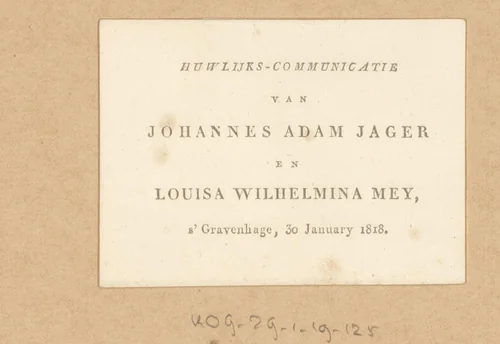 HUWLIJKS-COMMUNICATIE
VAN
JOHANNES ADAM JAGER
EN
LOUISA WILHELMINA MEY,
s' Gravenhage, 30 January 1818.
KOG-ZG-1-19-125